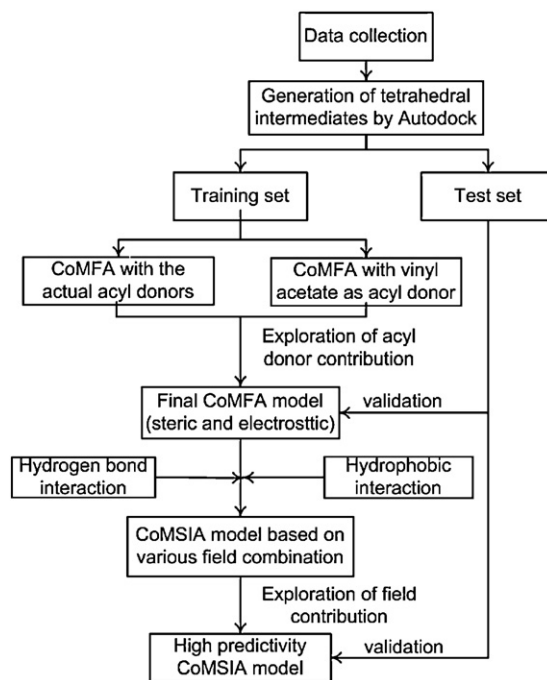 Data collection
Generation of tetrahedral
intermediates by Autodock
Training set
Test set
CoMFA with the
actual acyl donors
CoMFA with vinyl
acetate as acyl donor
Exploration of acyl
donor contribution
Final CoMFA model
(steric and electrosttic)
validation
Hydrogen bond
interaction
Hydrophobic
interaction
CoMSIA model based on
various field combination
Exploration of field
contribution
High predictivity
CoMSIA model
validation